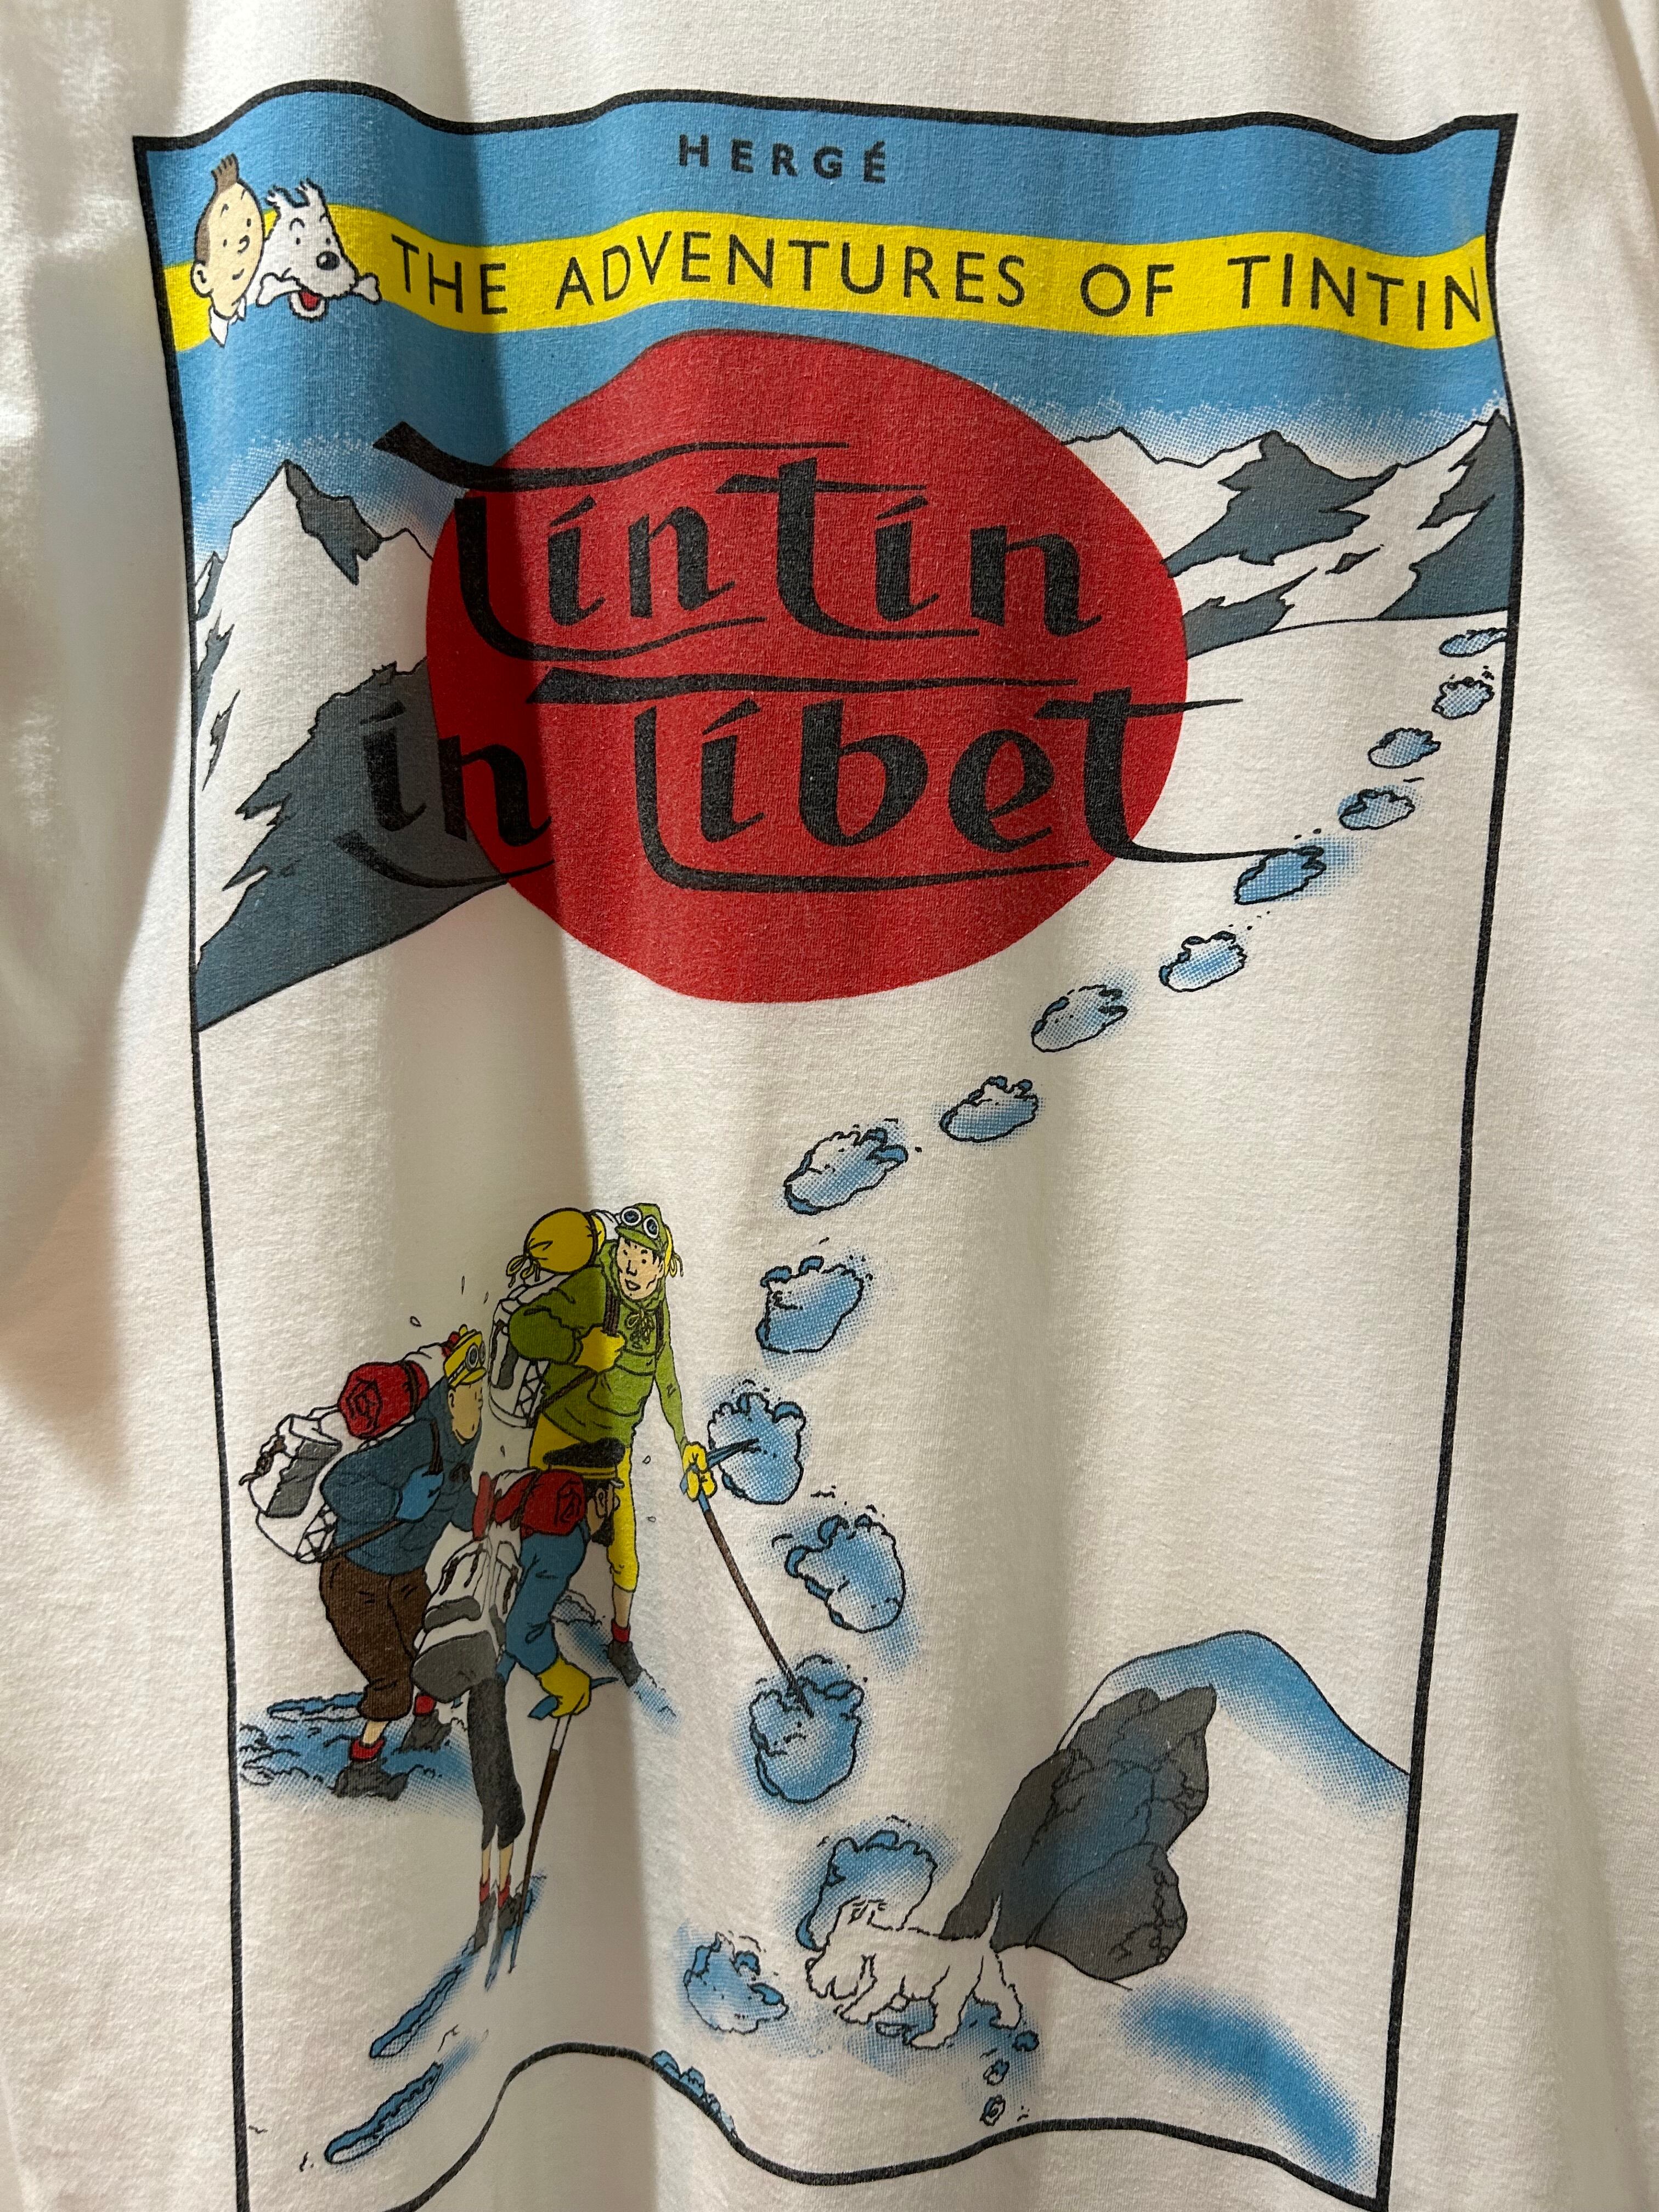 HERGÉ
THE ADVENTURES OF TINTIN
Tintin
in Tibet